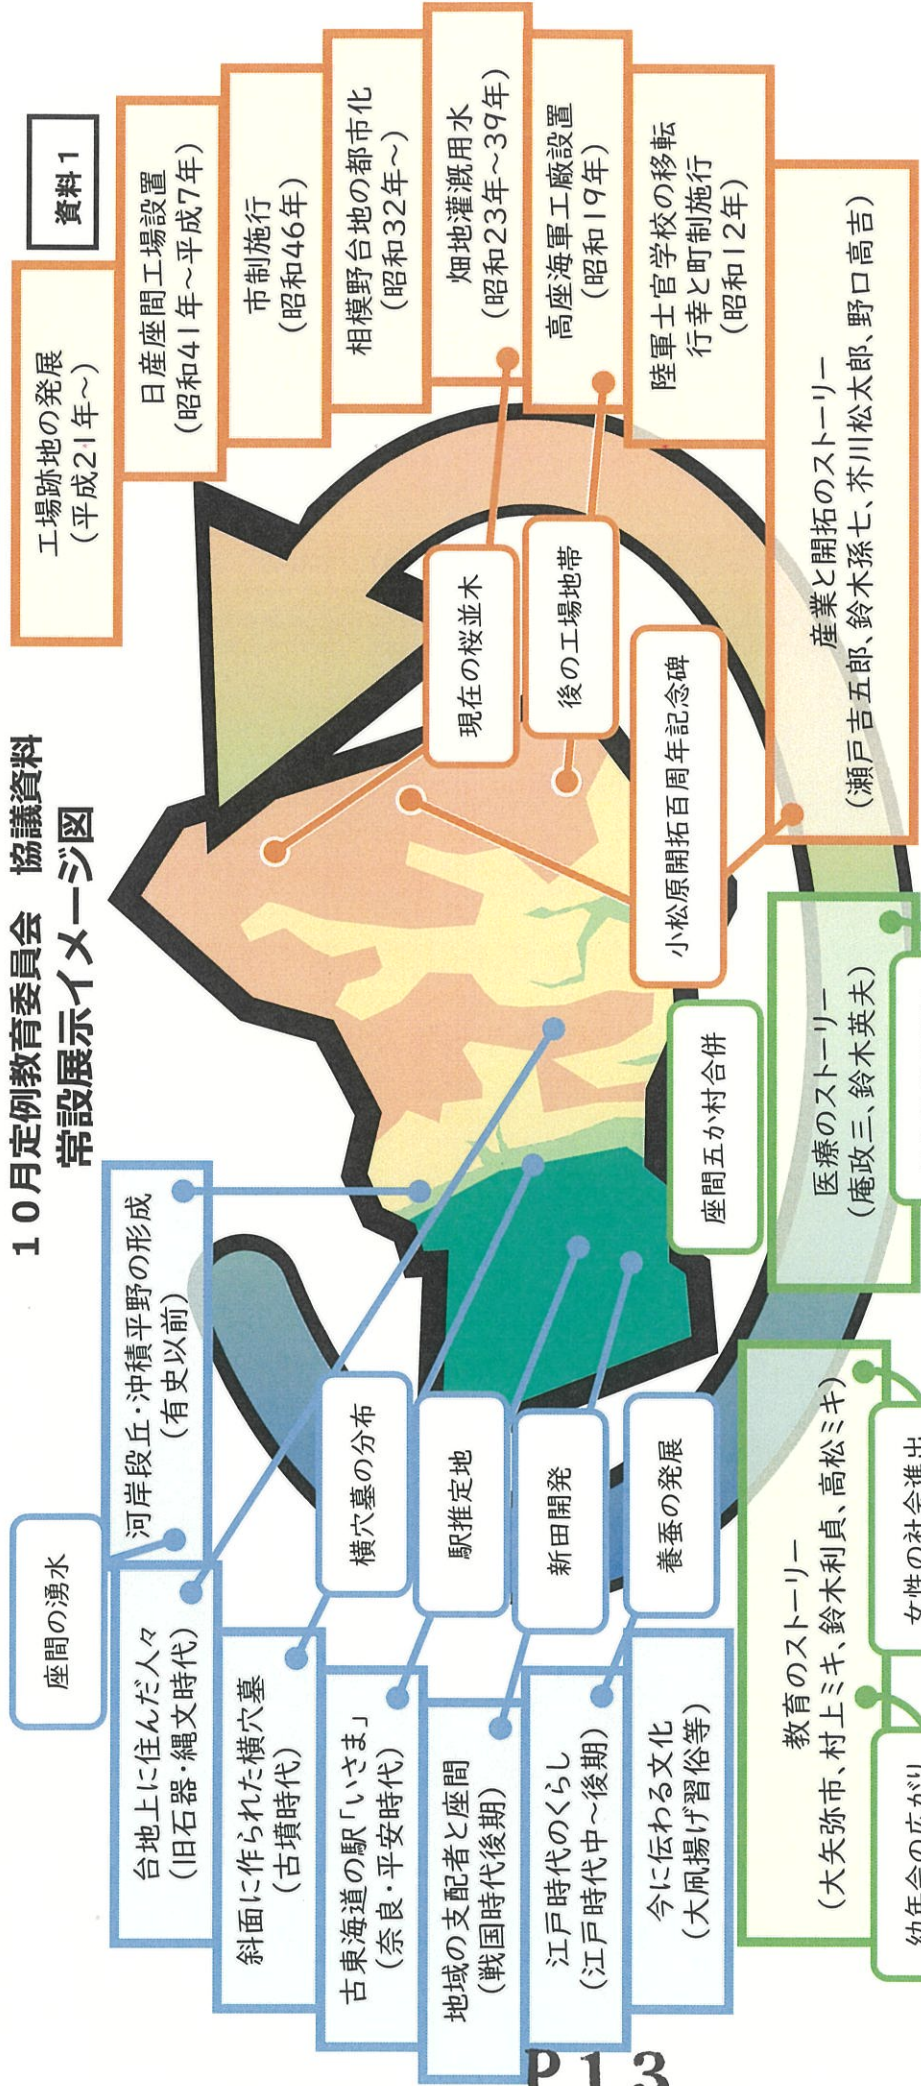 10月定例教育委員会 協議資料
常設展示イメージ図
資料1
座間の湧水
河岸段丘・沖積平野の形成
(有史以前)
台地上に住んだ人々
(旧石器・縄文時代)
斜面に作られた横穴墓
(古墳時代)
横穴墓の分布
古東海道の駅「いさま」
(奈良・平安時代)
駅推定地
地域の支配者と座間
(戦国時代後期)
新田開発
江戸時代のくらし
(江戸時代中~後期)
養蚕の発展
今に伝わる文化
(大凧揚げ習俗等)
教育のストーリー
(大矢弥市、村上ミキ、鈴木利貞、高松ミキ)
幼年会の広がり
女性の社会進出
座間五か村合併
医療のストーリー
(庵政三、鈴木英夫)
産業と開拓のストーリー
(瀬戸吉五郎、鈴木孫七、芥川松太郎、野口高吉)
小松原開拓百周年記念碑
陸軍士官学校の移転
行幸と町制施行
(昭和12年)
高座海軍工廠設置
(昭和19年)
後の工場地帯
畑地灌漑用水
(昭和23年~39年)
現在の桜並木
相模野台地の都市化
(昭和32年~)
市制施行
(昭和46年)
日産座間工場設置
(昭和41年~平成7年)
工場跡地の発展
(平成21年~)
P13